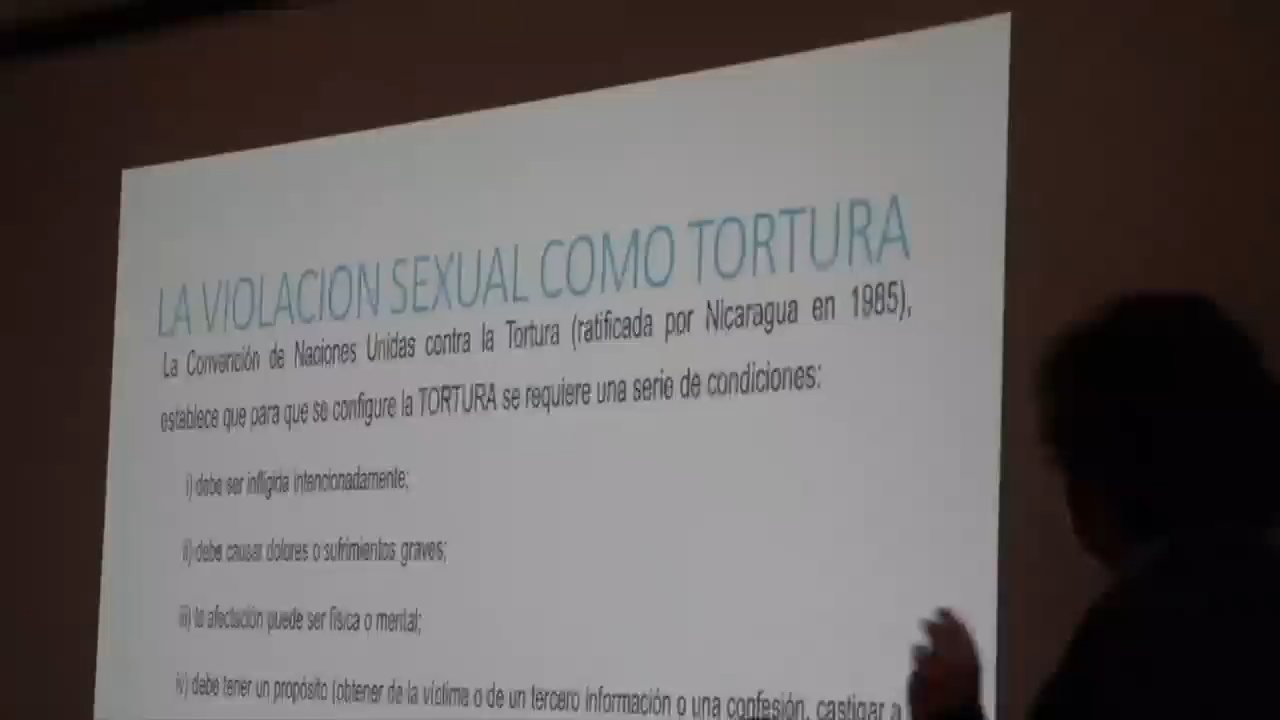 LA VIOLACION SEXUAL COMO TORTURA
La Convención de Naciones Unidas contra la Tortura (ratificada por Nicaragua en 1985),
establece que para que se configure la TORTURA se requiere una serie de condiciones:
i) debe ser infligida intencionadamente;
ii) debe causar dolores o sufrimientos graves;
iii) la afectación puede ser física o mental;
iv) debe tener un propósito (obtener de la víctima o de un tercero información o una confesión, castigar a